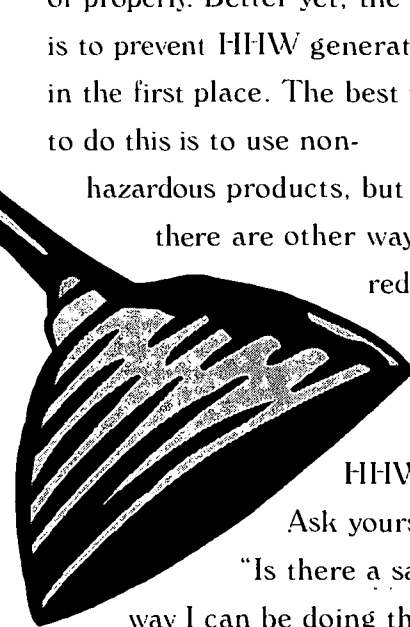 or properly. Better yet, the
is to prevent HHW generat
in the first place. The best
to do this is to use non-
hazardous products, but
there are other way
red
HHW
Ask yours
"Is there a sa
way I can be doing th